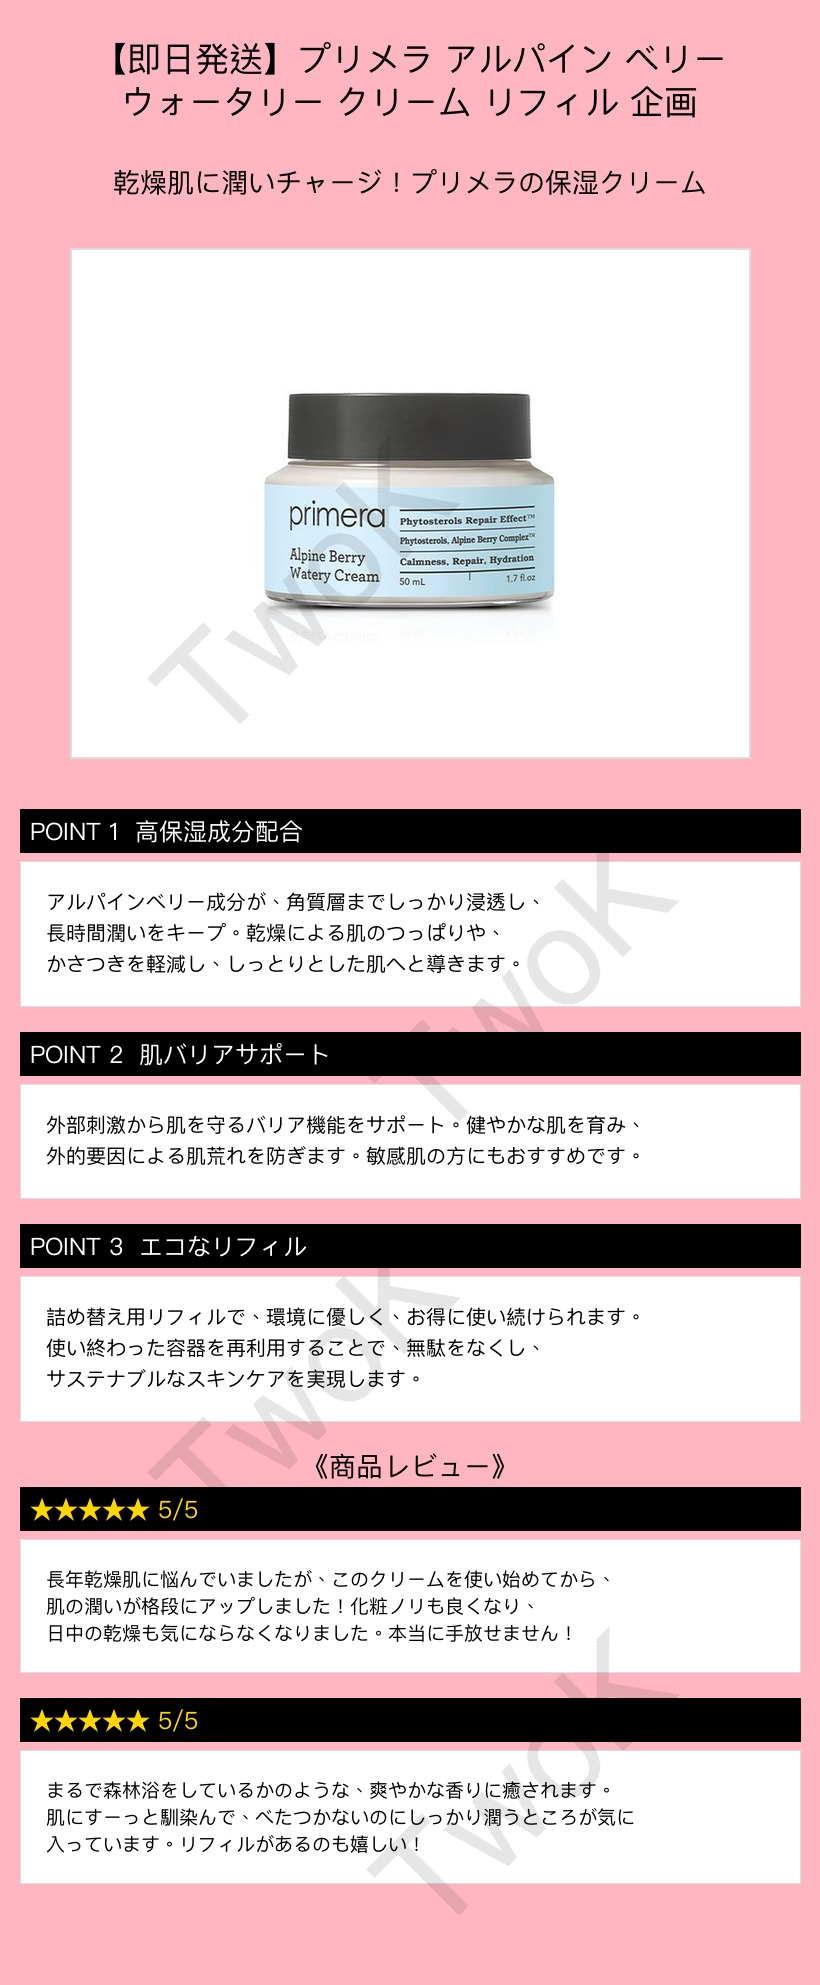 【即日発送】プリメラ アルパイン ベリー
ウォータリー クリーム リフィル 企画
乾燥肌に潤いチャージ！プリメラの保湿クリーム
primera
Alpine Berry
Watery Cream
Phytosterols Repair Effect™
Phytosterols, Alpine Berry Complex™
Calmness, Repair, Hydration
50 mL 1.7 fl.oz
TwoK
POINT 1 高保湿成分配合
アルパインベリー成分が、角質層までしっかり浸透し、
長時間潤いをキープ。乾燥による肌のつっぱりや、
かさつきを軽減し、しっとりとした肌へと導きます。
TwoK
POINT 2 肌バリアサポート
外部刺激から肌を守るバリア機能をサポート。健やかな肌を育み、
外的要因による肌荒れを防ぎます。敏感肌の方にもおすすめです。
POINT 3 エコなリフィル
詰め替え用リフィルで、環境に優しく、お得に使い続けられます。
使い終わった容器を再利用することで、無駄をなくし、
サステナブルなスキンケアを実現します。
TwoK
《商品レビュー》
★★★★★ 5/5
長年乾燥肌に悩んでいましたが、このクリームを使い始めてから、
肌の潤いが格段にアップしました！化粧ノリも良くなり、
日中の乾燥も気にならなくなりました。本当に手放せません！
★★★★★ 5/5
まるで森林浴をしているかのような、爽やかな香りに癒されます。
肌にすーっと馴染んで、べたつかないのにしっかり潤うところが気に
入っています。リフィルがあるのも嬉しい！
TwoK